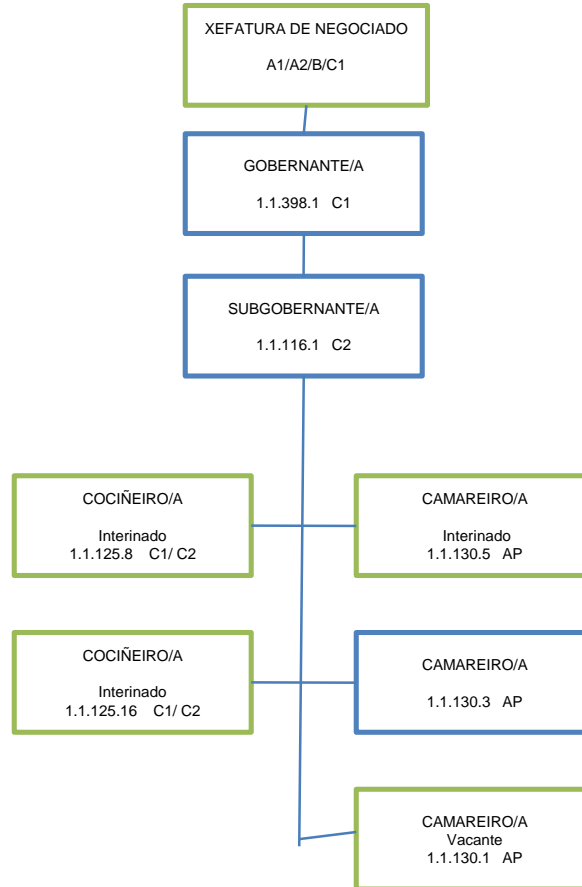 XEFATURA DE NEGOCIADO
A1/A2/B/C1
GOBERNANTE/A
1.1.398.1 C1
SUBGOBERNANTE/A
1.1.116.1 C2
COCIÑEIRO/A
Interinado
1.1.125.8 C1/ C2
CAMAREIRO/A
Interinado
1.1.130.5 AP
COCIÑEIRO/A
Interinado
1.1.125.16 C1/ C2
CAMAREIRO/A
1.1.130.3 AP
CAMAREIRO/A
Vacante
1.1.130.1 AP